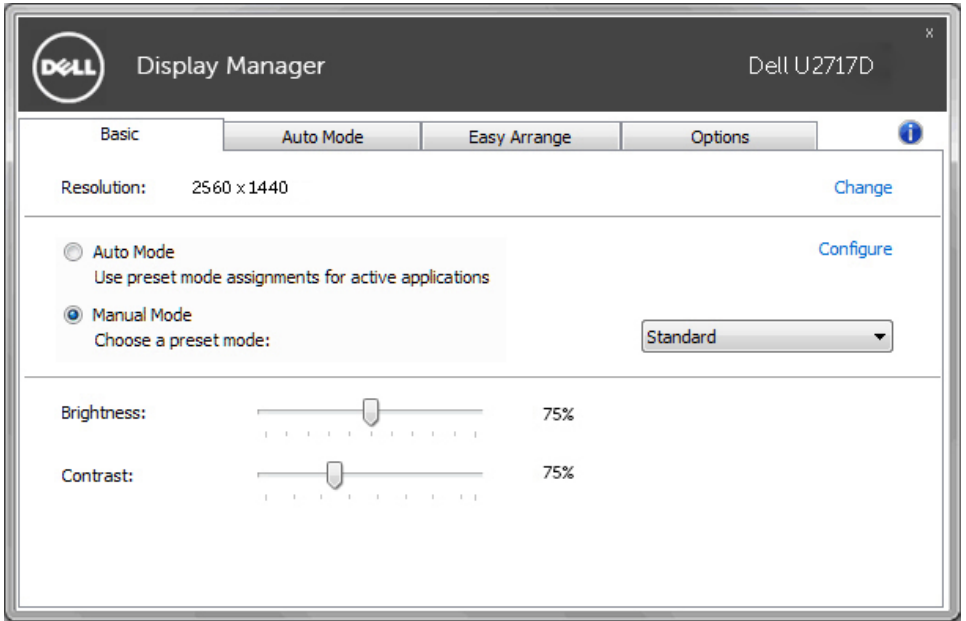 DELL
Display Manager
Dell U2717D
x
Basic
Auto Mode
Easy Arrange
Options
i
Resolution:
2560 x 1440
Change
Auto Mode
Configure
Use preset mode assignments for active applications
Manual Mode
Choose a preset mode:
Standard
Brightness:
75%
Contrast:
75%